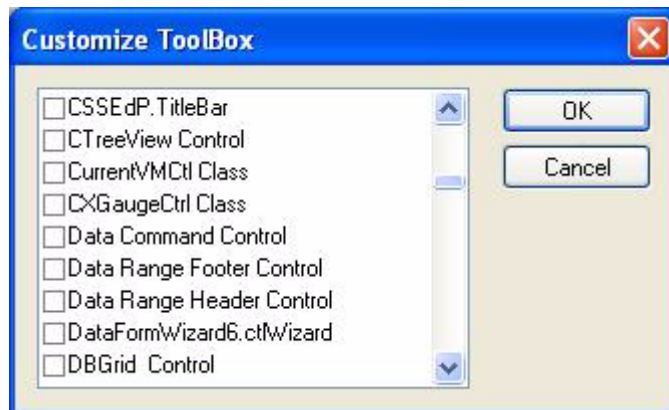 Customize ToolBox
CSSEdP.TitleBar
CTreeView Control
CurrentVMCtl Class
CXGaugeCtrl Class
Data Command Control
Data Range Footer Control
Data Range Header Control
DataFormWizard6.ctlWizard
DBGrid  Control
OK
Cancel